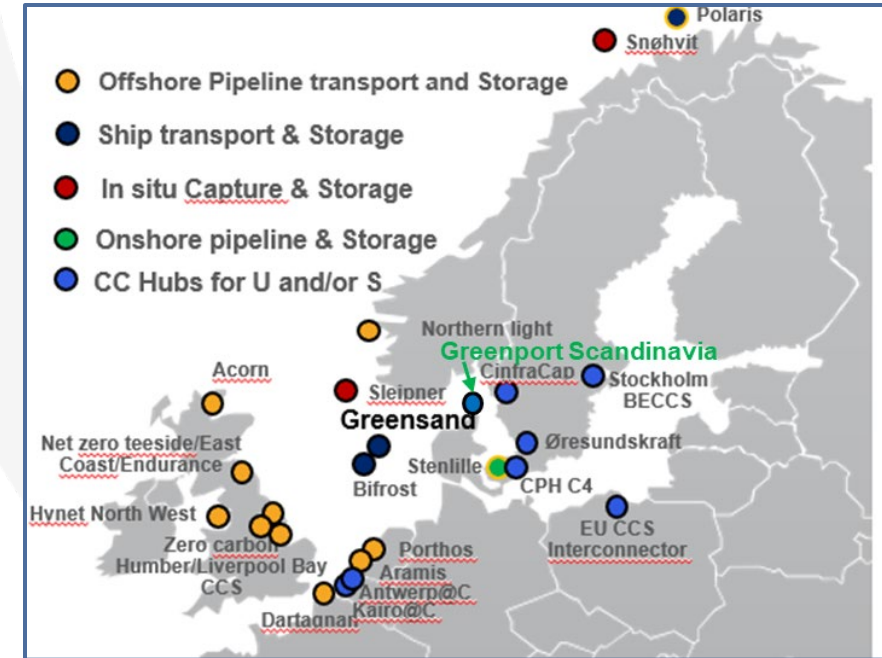 Polaris
Snøhvit
Offshore Pipeline transport and Storage
Ship transport & Storage
In situ Capture & Storage
Onshore pipeline & Storage
CC Hubs for U and/or S
Northern light
Greenport Scandinavia
Acorn
CinfraCap
Stockholm
BECCS
Sleipner
Greensand
Net zero teeside/East
Coast/Endurance
Øresundskraft
Stenlille
Bifrost
CPH C4
Hynet North West
EU CCS
Interconnector
Zero carbon
Humber/Liverpool Bay
CCS
Porthos
Aramis
Antwerp@C
Kairo@C
Dartagnan